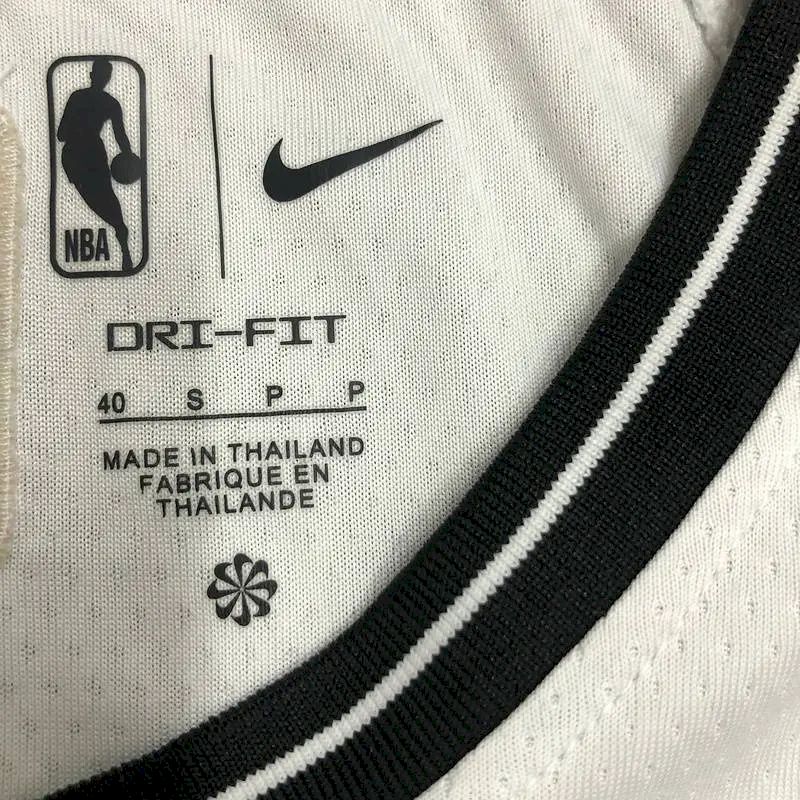 NBA
DRI-FIT
40 S P P
MADE IN THAILAND
FABRIQUE EN
THAILANDE